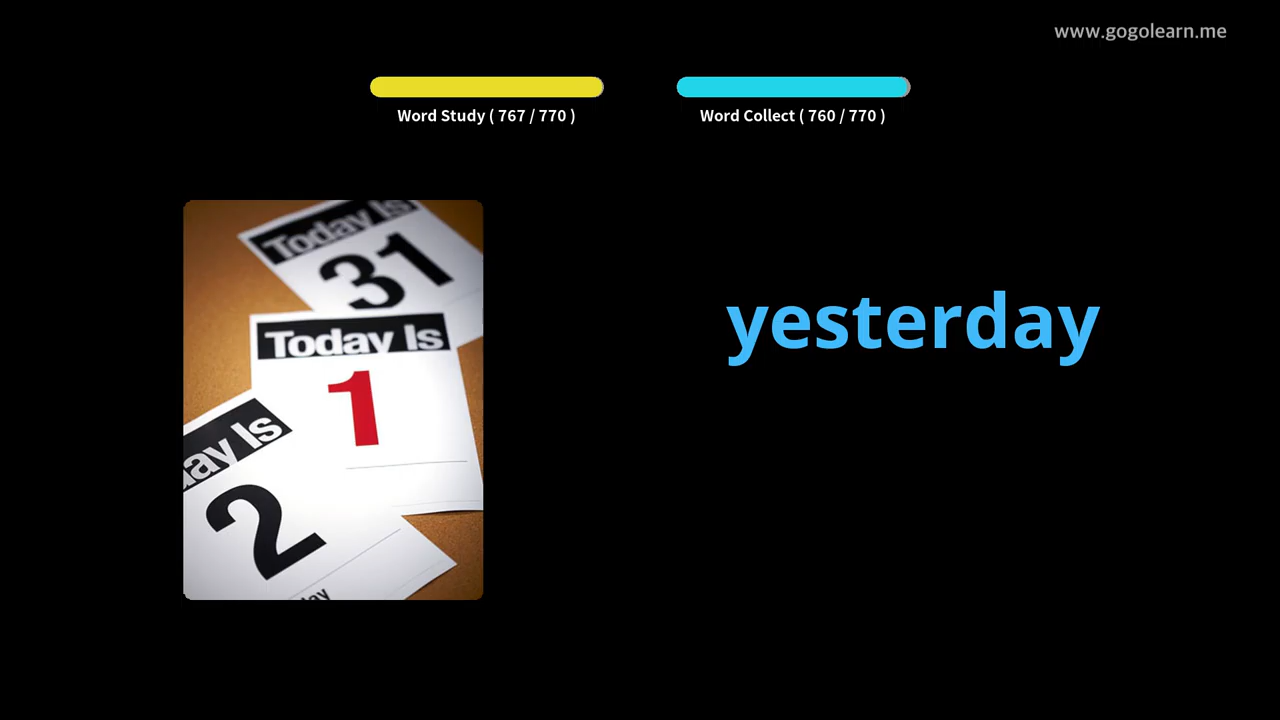 www.gogolearn.me
Word Study ( 767 / 770 )
Word Collect ( 760 / 770 )
Today Is
31
Today Is
1
yesterday
ay Is
2